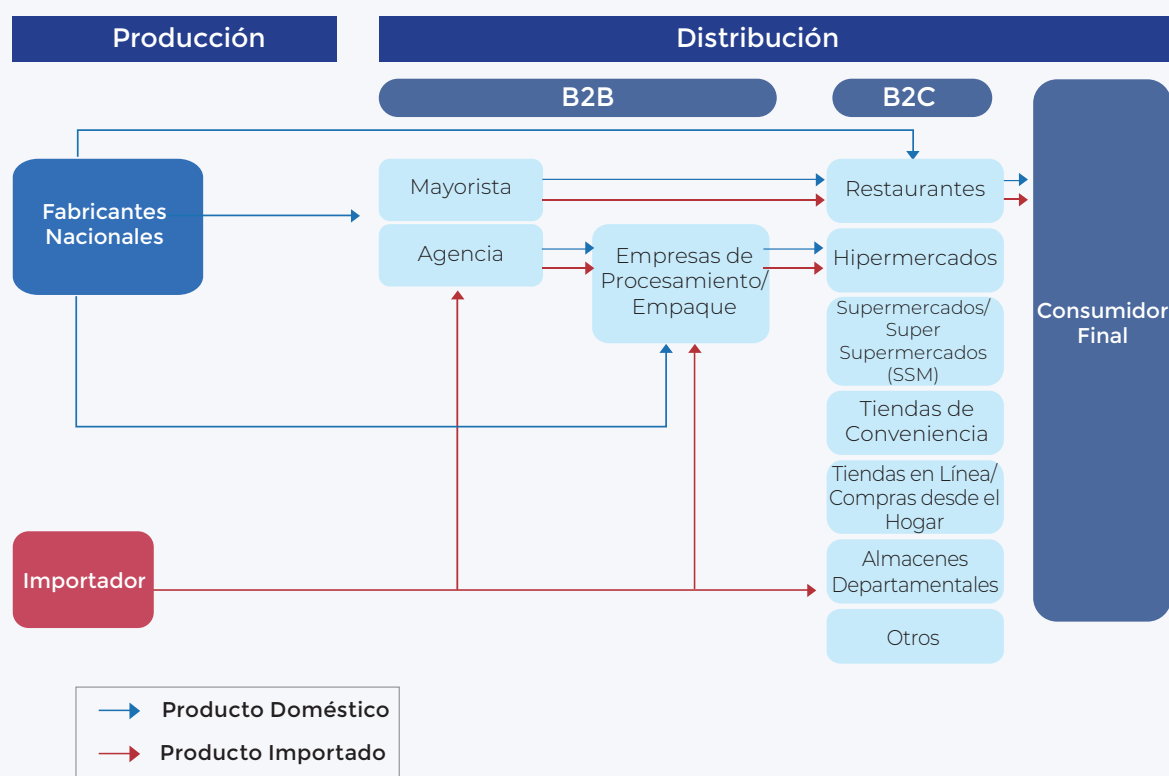 Producción
Distribución
B2B
B2C
Fabricantes
Nacionales
Mayorista
Agencia
Empresas de
Procesamiento/
Empaque
Restaurantes
Hipermercados
Supermercados/
Super
Supermercados
(SSM)
Tiendas de
Conveniencia
Tiendas en Línea/
Compras desde el
Hogar
Almacenes
Departamentales
Otros
Consumidor
Final
Importador
Producto Doméstico
Producto Importado